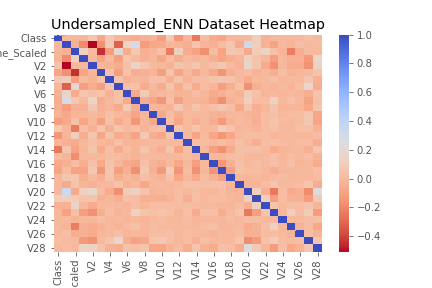 Undersampled_ENN Dataset Heatmap
Class
ne_Scaled
V2
V4
V6
V8
V10
V12
V14
V16
V18
V20
V22
V24
V26
V28
Class
caled
V2
V4
V6
V8
V10
V12
V14
V16
V18
V20
V22
V24
V26
V28
1.0
0.8
0.6
0.4
0.2
0.0
−0.2
−0.4